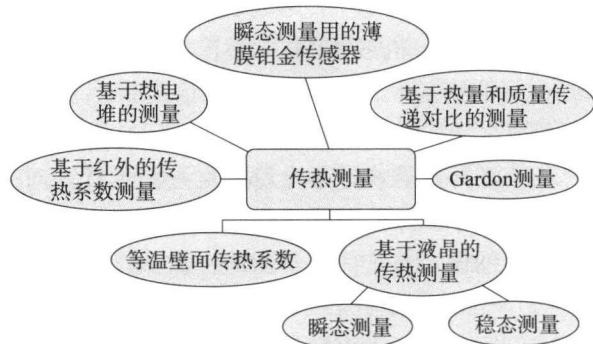 瞬态测量用的薄
膜铂金传感器
基于热电
堆的测量
基于热量和质量传
递对比的测量
基于红外的传
热系数测量
传热测量
Gardon测量
等温壁面传热系数
基于液晶的
传热测量
瞬态测量
稳态测量